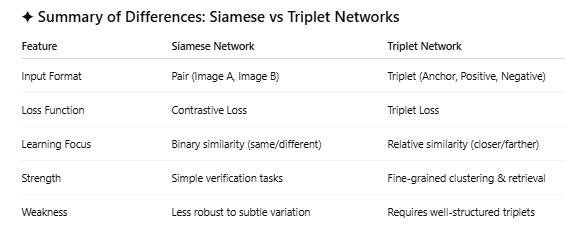 ✦ Summary of Differences: Siamese vs Triplet Networks
Feature Siamese Network Triplet Network
Input Format Pair (Image A, Image B) Triplet (Anchor, Positive, Negative)
Loss Function Contrastive Loss Triplet Loss
Learning Focus Binary similarity (same/different) Relative similarity (closer/farther)
Strength Simple verification tasks Fine-grained clustering & retrieval
Weakness Less robust to subtle variation Requires well-structured triplets